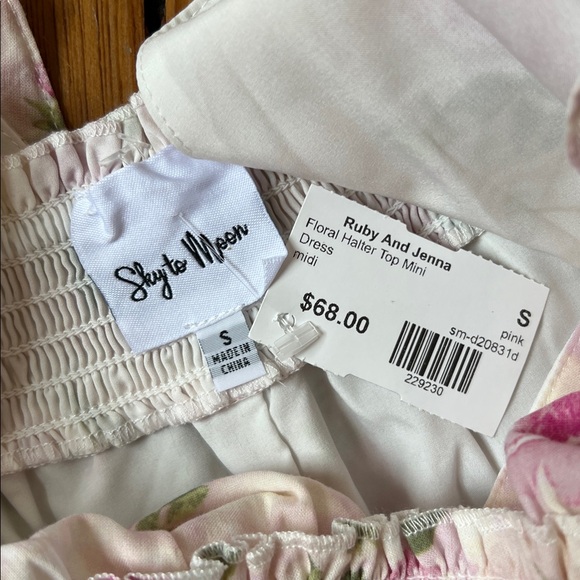 Sky to Moon
S
MADE IN
CHINA
Ruby And Jenna
Floral Halter Top Mini
Dress
midi
$68.00
S
pink
sm-d20831d
229230